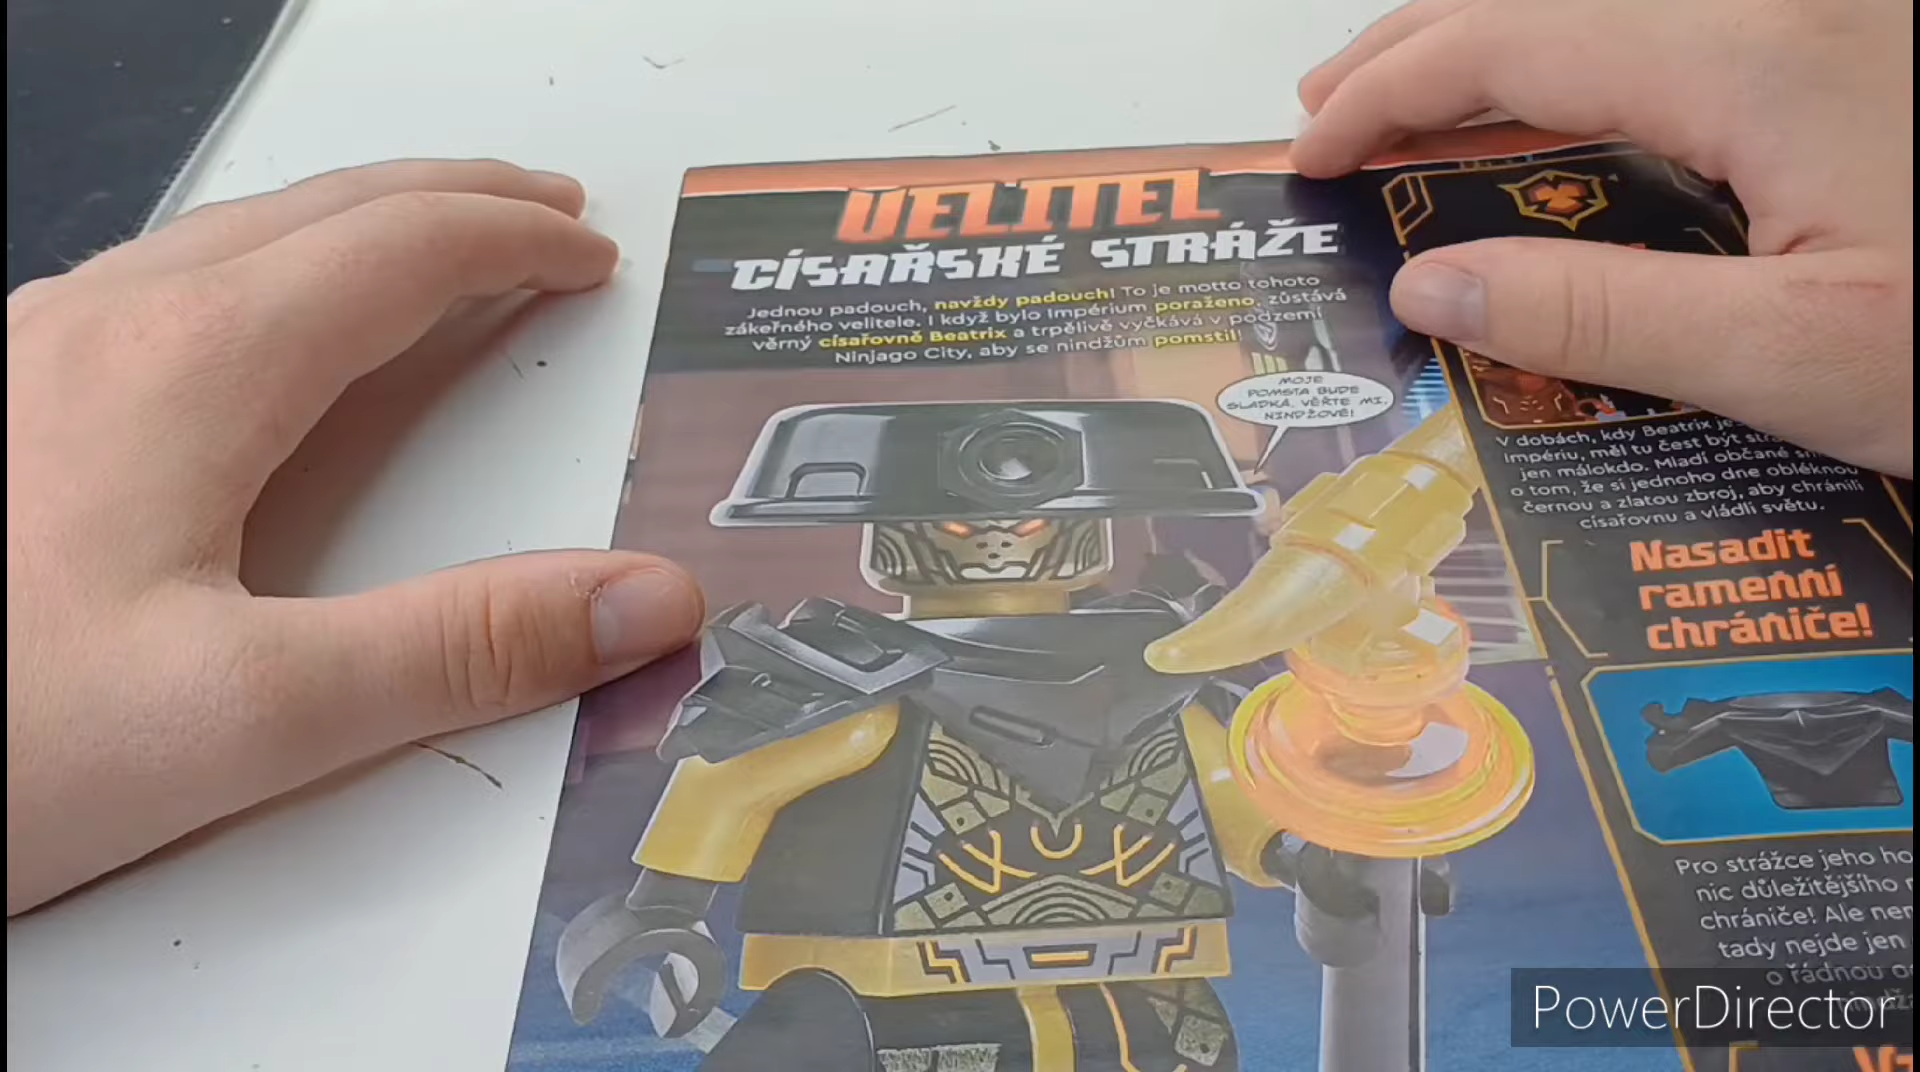 VELITEL
CÍSAŘSKÉ STRÁŽE
Jednou padouch, navždy padouch! To je motto tohoto
zákeřného velitele. I když bylo Impérium poraženo, zůstává
věrný císařovně Beatrix a trpělivě vyčkává v podzemí
Ninjago City, aby se nindžům pomstil!
MOJE
POMSTA BUDE
SLADKÁ, VĚŘTE MI,
NINDŽOVÉ!
V dobách, kdy Beatrix
Impériu, měl tu čest být
jen málokdo. Mladí občané
o tom, že si jednoho dne obléknou
černou a zlatou zbroj, aby chránili
císařovnu a vládli světu.
Nasadit
ramenní
chrániče!
Pro strážce jeho
nic důležitějšího
chrániče! Ale
tady nejde jen
o řádnou
PowerDirector